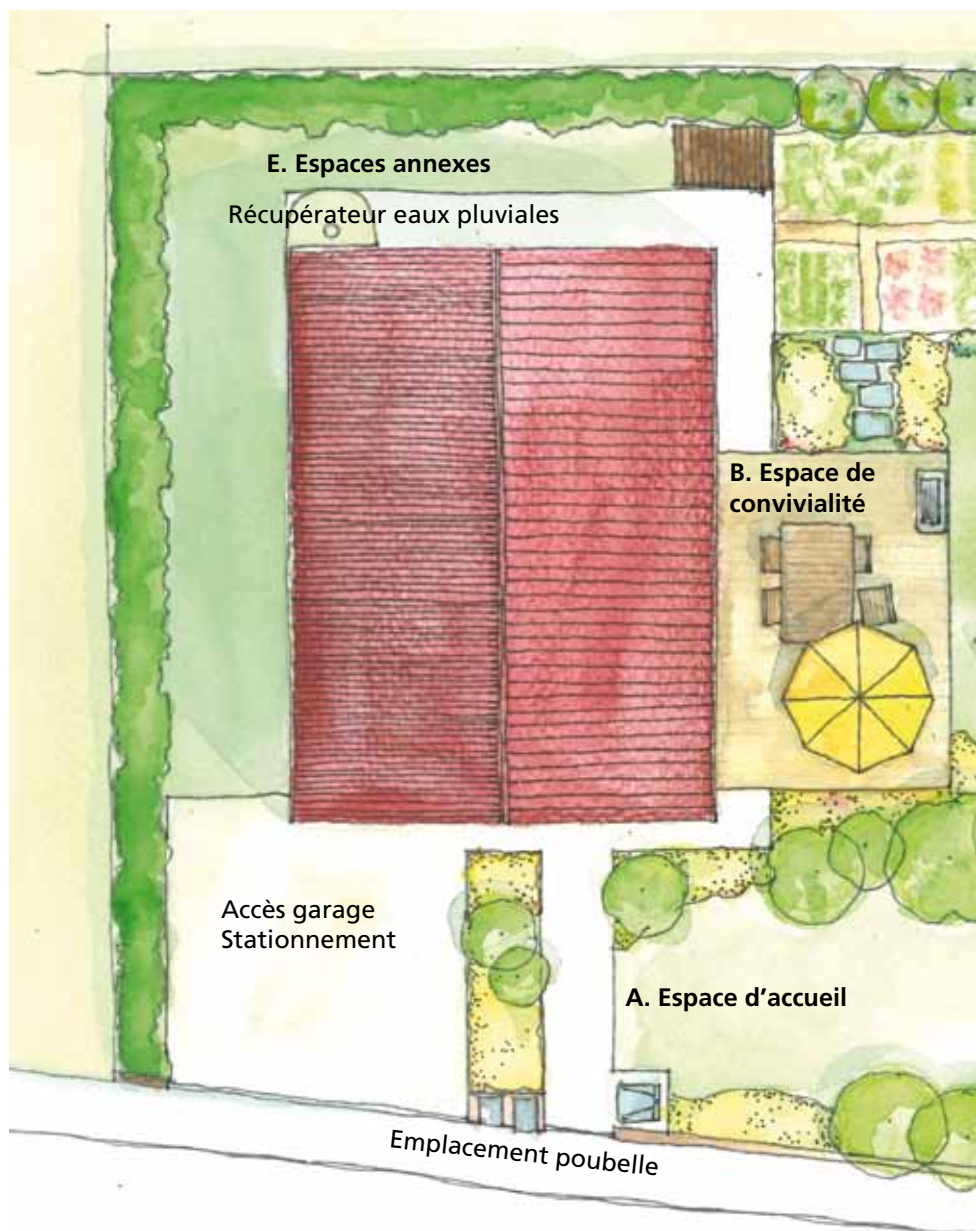 E. Espaces annexes
Récupérateur eaux pluviales
B. Espace de
convivialité
Accès garage
Stationnement
A. Espace d'accueil
Emplacement poubelle